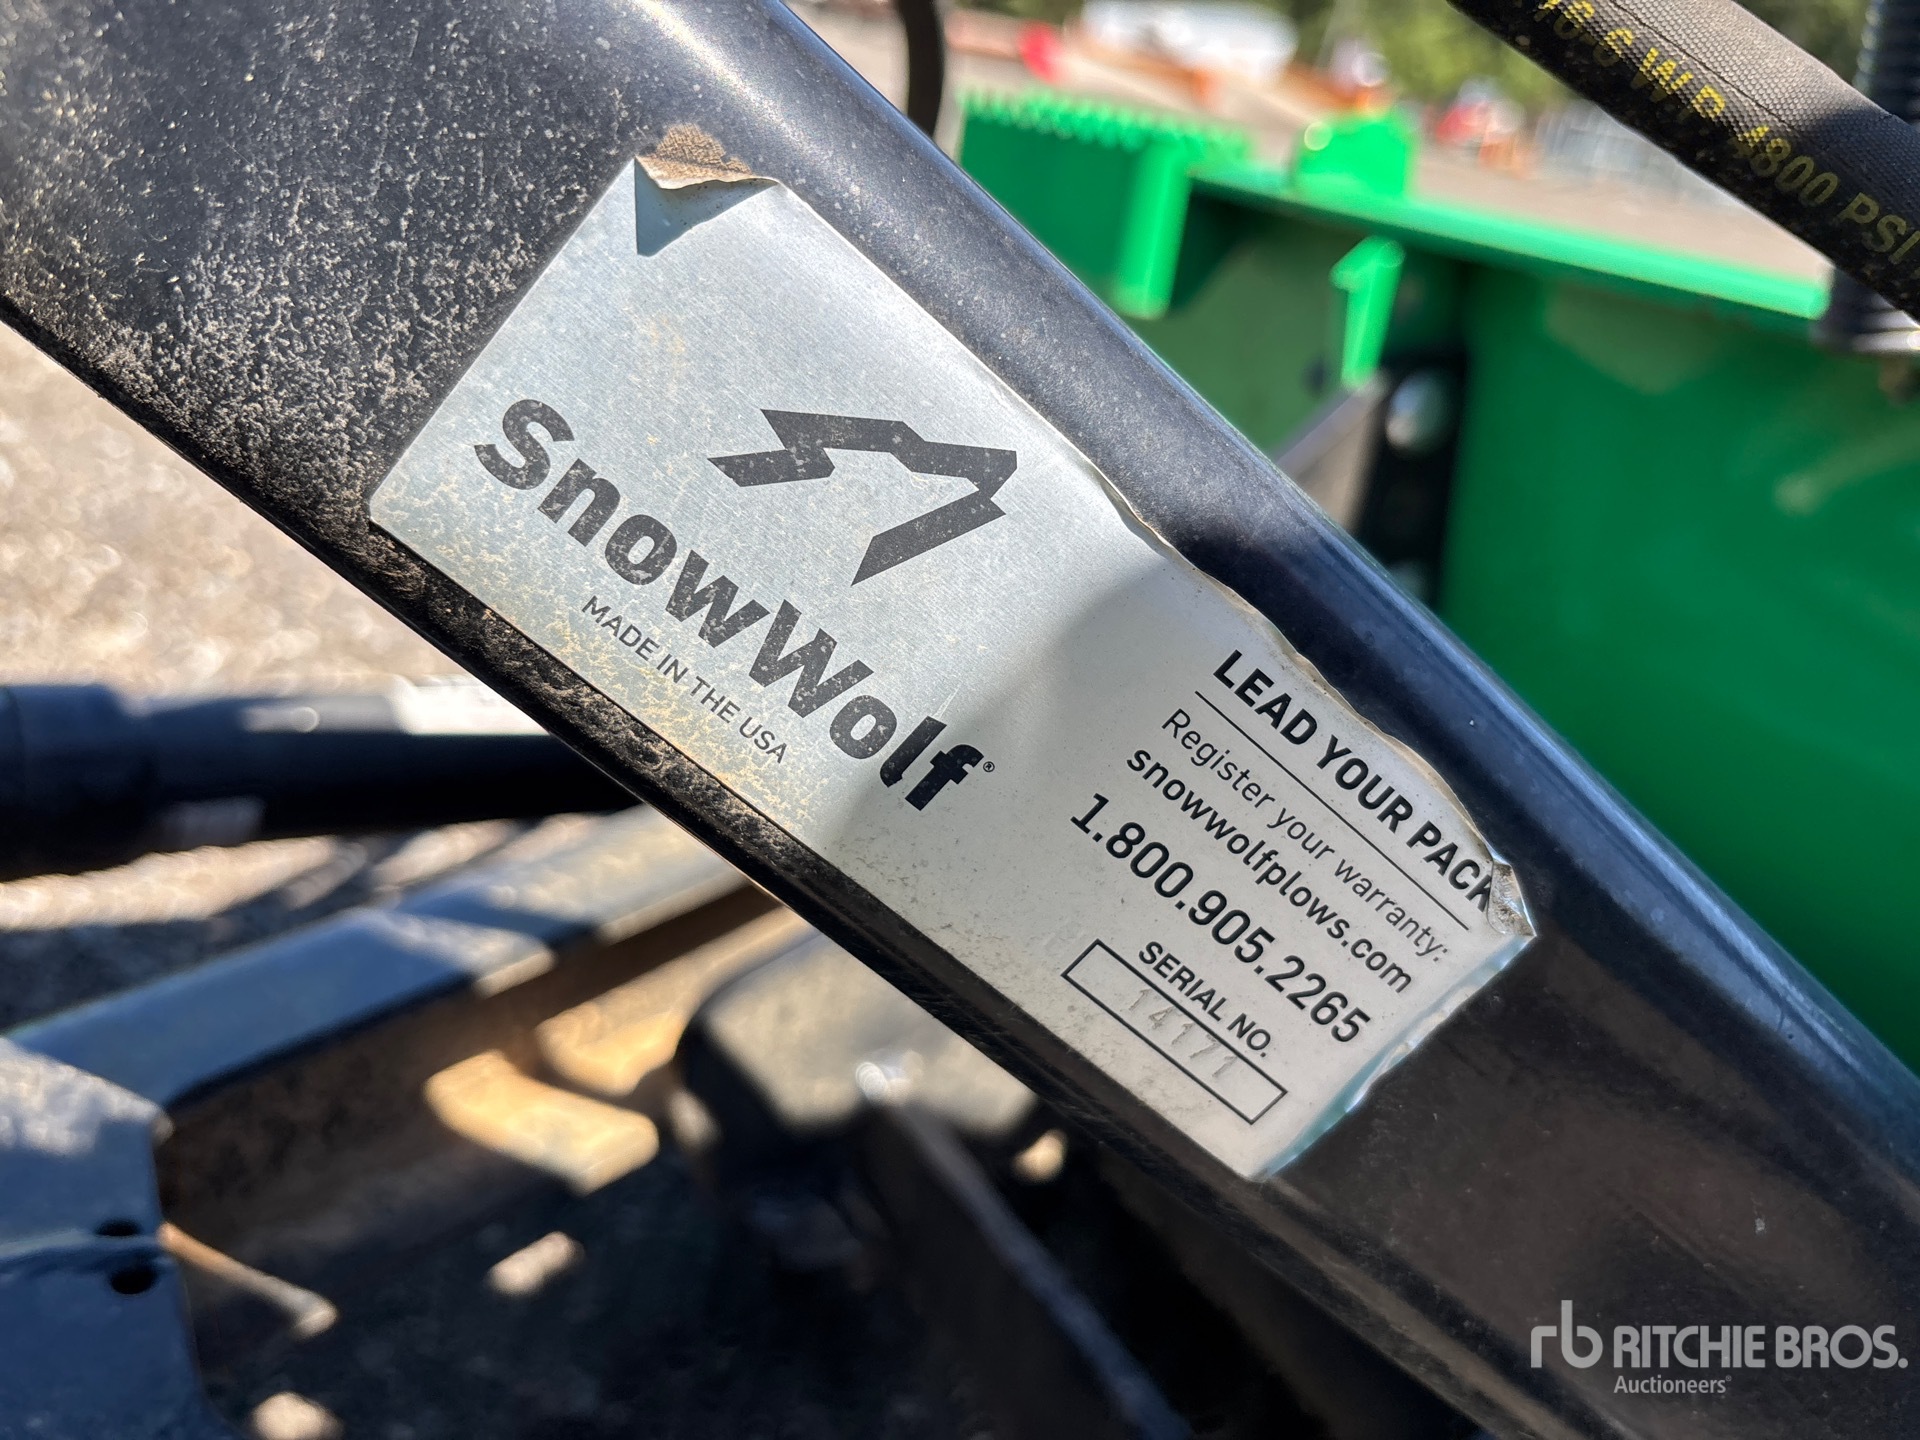 W.P. 4800 PSI
SnowWolf®
MADE IN THE USA
LEAD YOUR PACK
Register your warranty:
snowwolfplows.com
1.800.905.2265
SERIAL NO.
14171
rb RITCHIE BROS.
Auctioneers